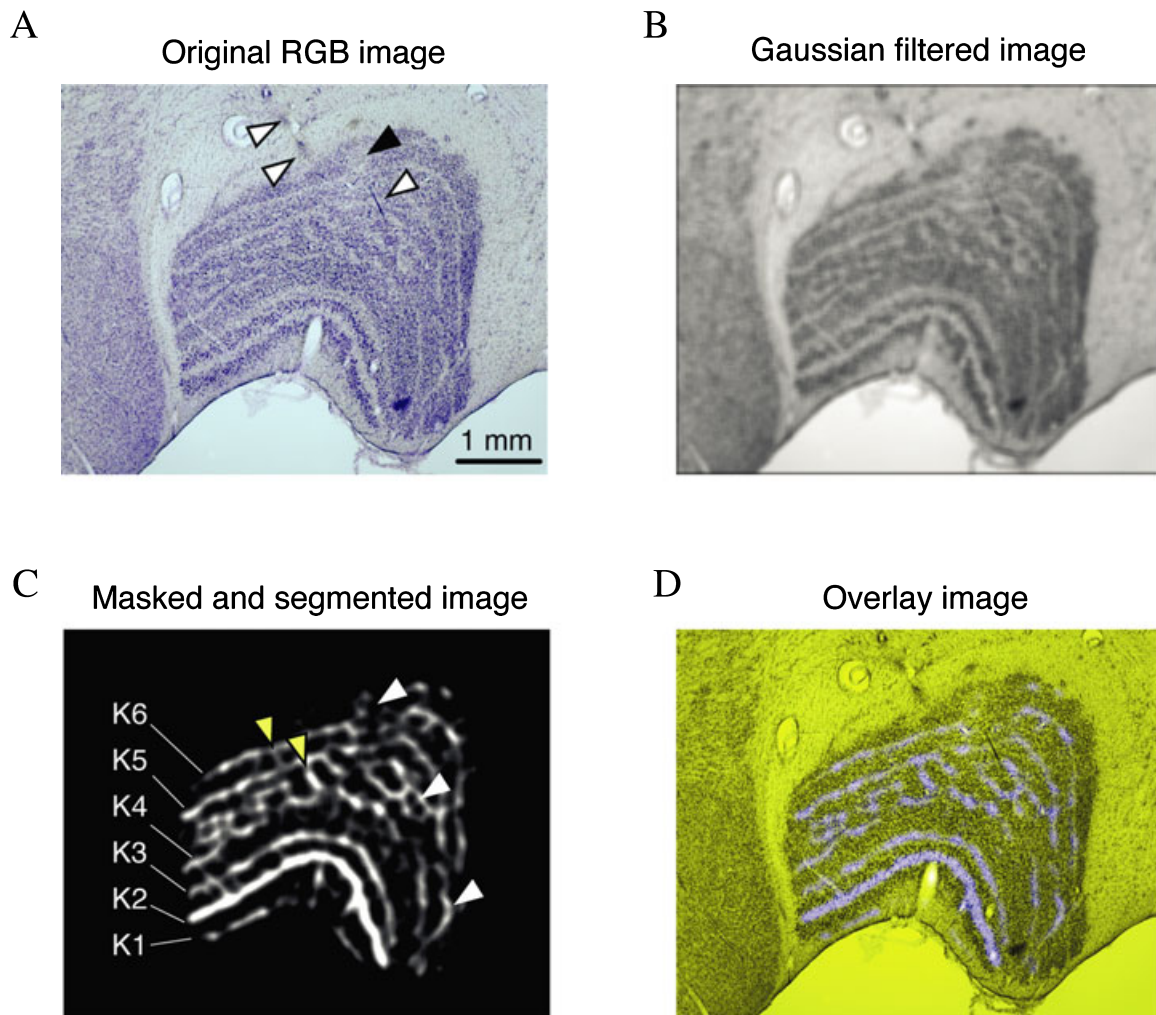 A
Original RGB image
1 mm
B
Gaussian filtered image
C
Masked and segmented image
K6
K5
K4
K3
K2
K1
D
Overlay image